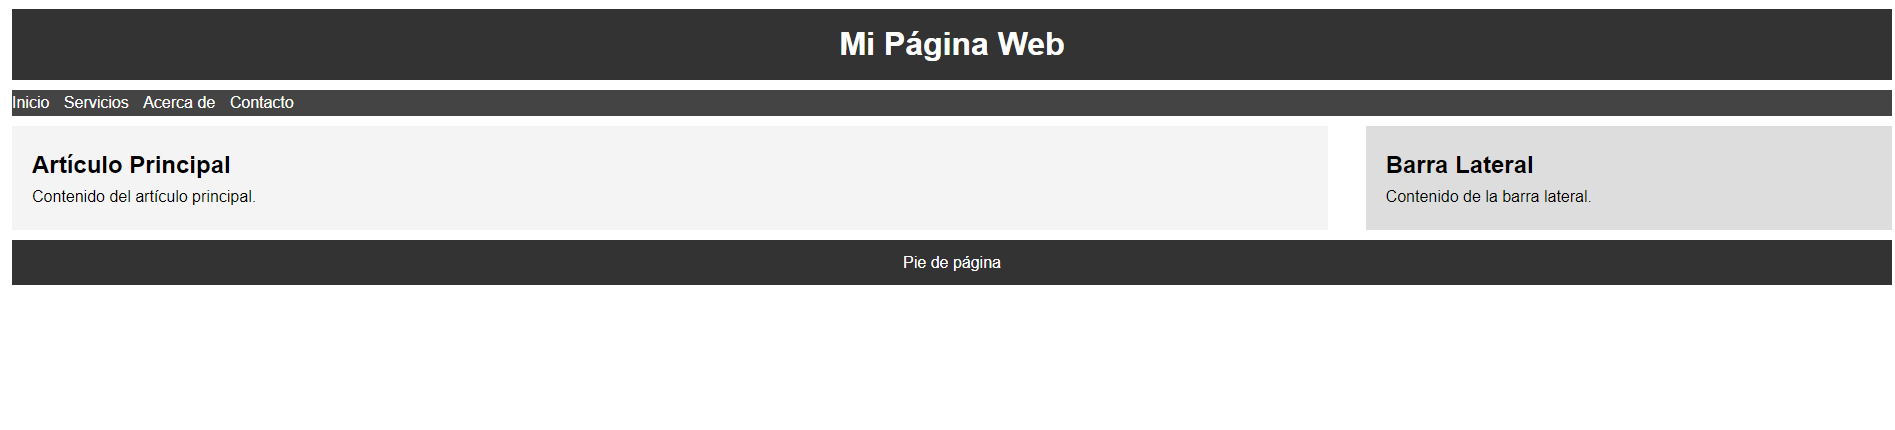 Mi Página Web
Inicio Servicios Acerca de Contacto
Artículo Principal
Contenido del artículo principal.
Barra Lateral
Contenido de la barra lateral.
Pie de página